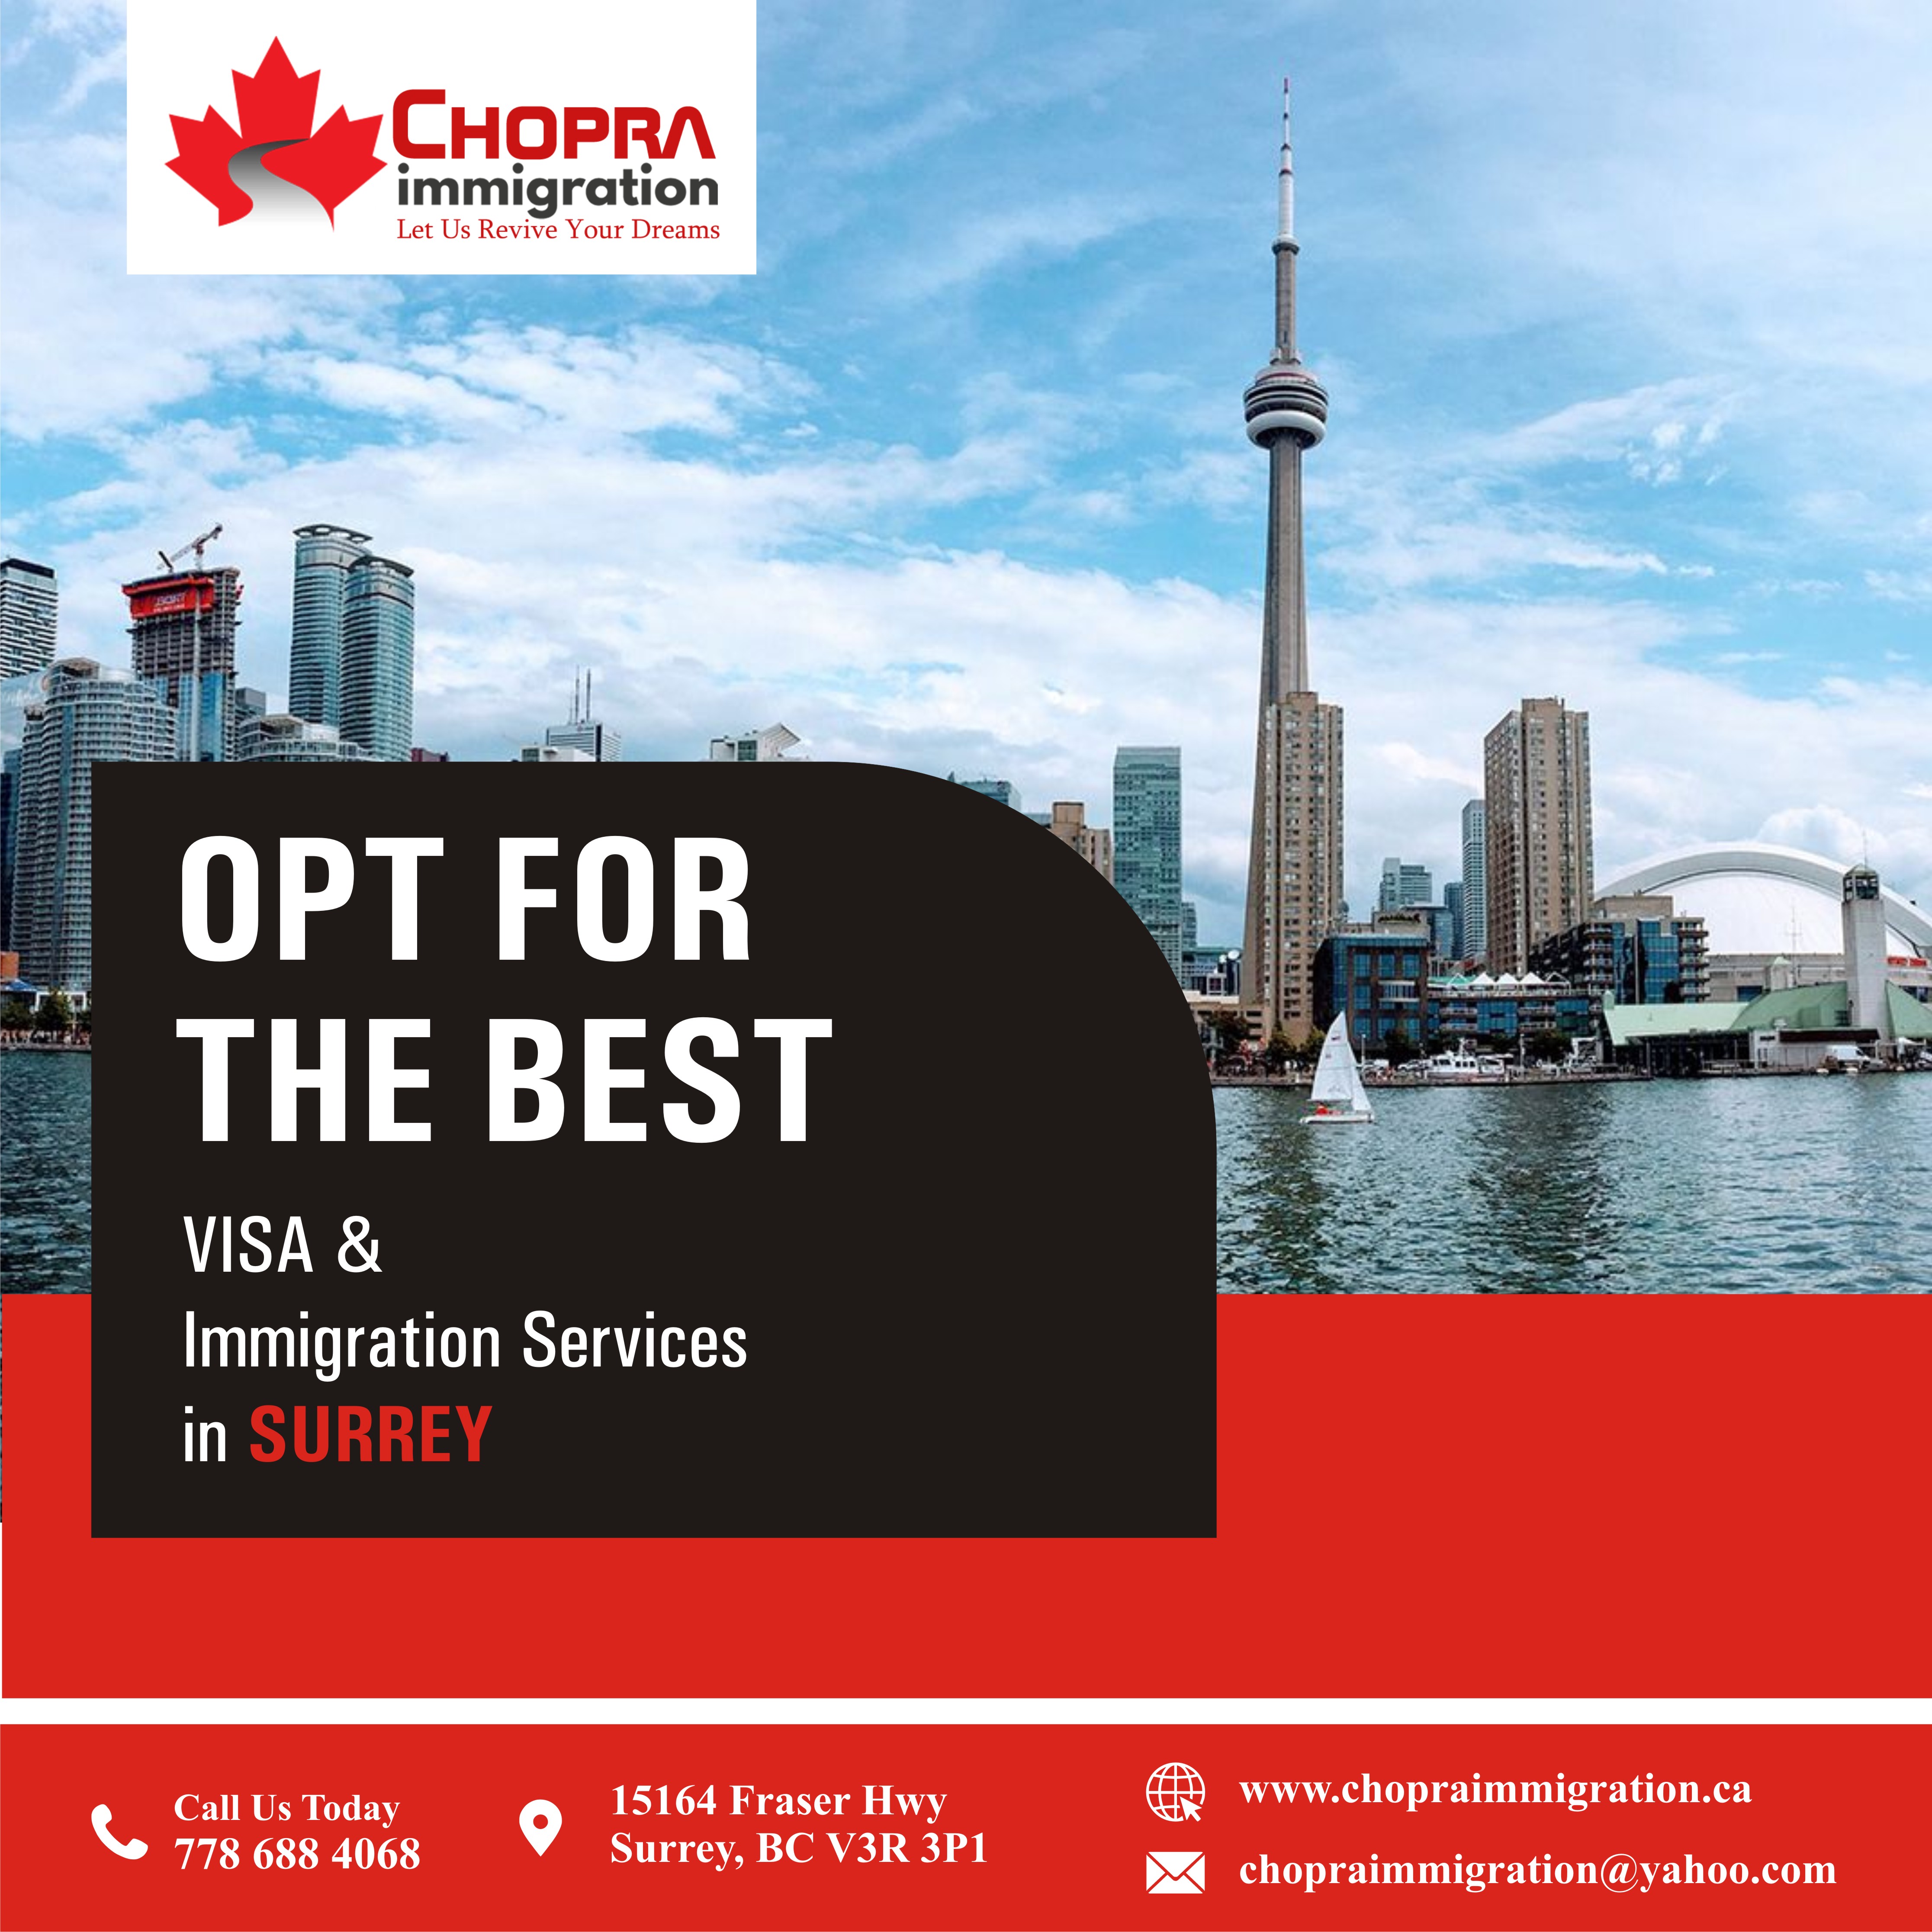 CHOPRA
immigration
Let Us Revive Your Dreams
OPT FOR
THE BEST
VISA &
Immigration Services
in SURREY
Call Us Today
778 688 4068
15164 Fraser Hwy
Surrey, BC V3R 3P1
www.chopraimmigration.ca
chopraimmigration@yahoo.com